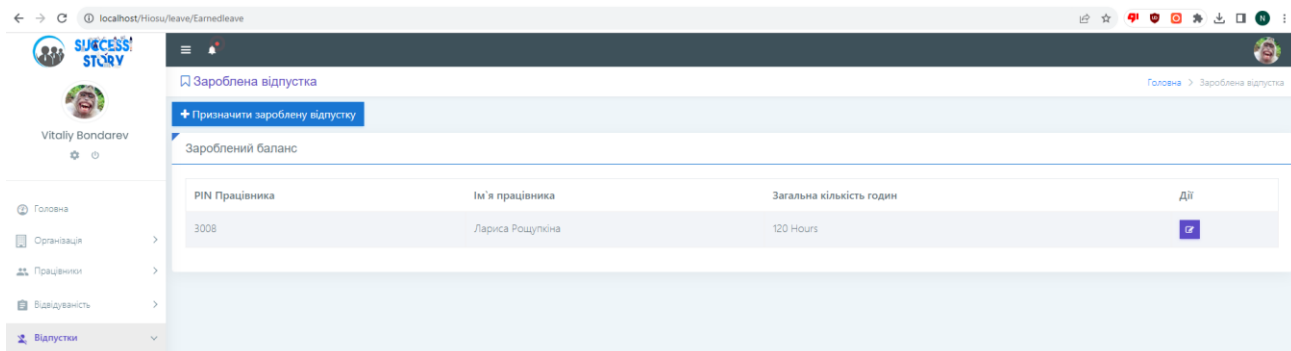 localhost/Hiosu/leave/Earnedleave
N
SUCCESS
STORY
Зароблена відпустка
Головна > Зароблена відпустка
+ Призначити зароблену відпустку
Vitaliy Bondarev
Зароблений баланс
PIN Працівника Ім`я працівника Загальна кількість годин Дії
3008 Лариса Рощупкіна 120 Hours
Головна
Організація
Працівники
Відвідуваність
Відпустки